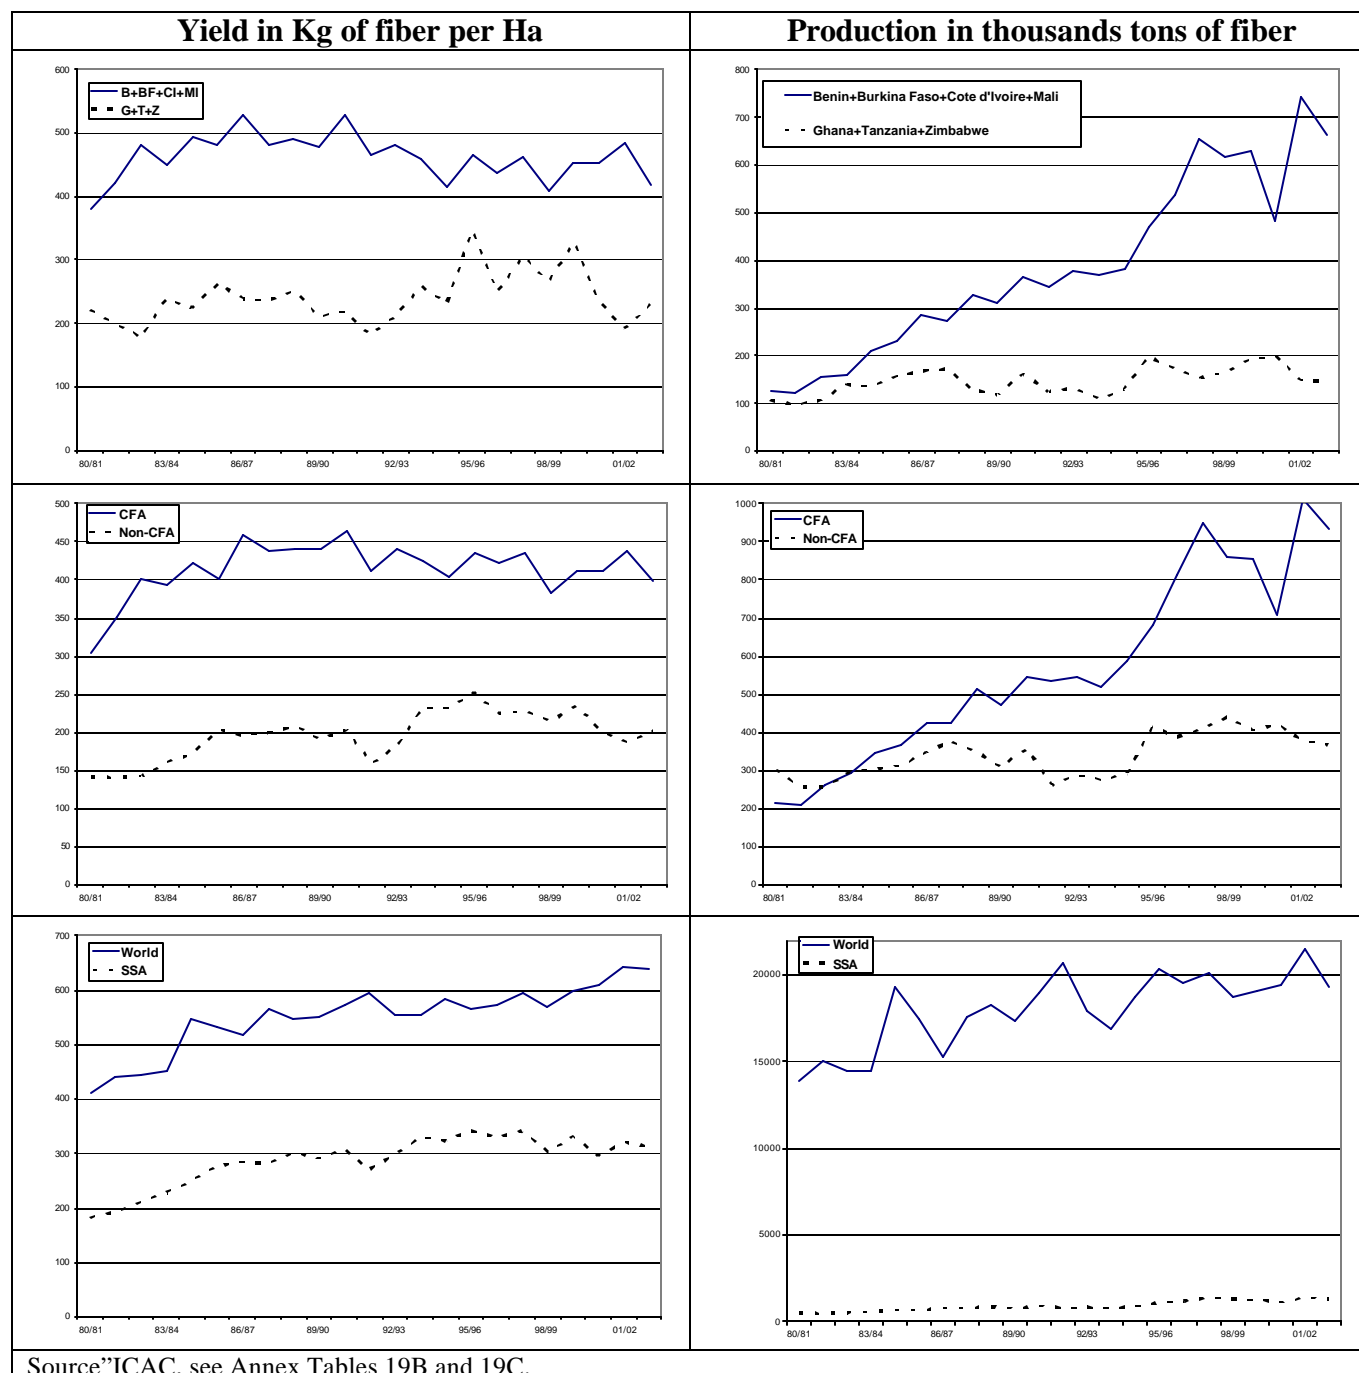 Yield in Kg of fiber per Ha
Production in thousands tons of fiber
600
500
400
300
200
100
0
B+BF+CI+MI
G+T+Z
80/81 83/84 86/87 89/90 92/93 95/96 98/99 01/02
800
700
600
500
400
300
200
100
0
Benin+Burkina Faso+Cote d'Ivoire+Mali
Ghana+Tanzania+Zimbabwe
80/81 83/84 86/87 89/90 92/93 95/96 98/99 01/02
500
450
400
350
300
250
200
150
100
50
0
CFA
Non-CFA
80/81 83/84 86/87 89/90 92/93 95/96 98/99 01/02
1000
900
800
700
600
500
400
300
200
100
0
CFA
Non-CFA
80/81 83/84 86/87 89/90 92/93 95/96 98/99 01/02
700
600
500
400
300
200
100
0
World
SSA
80/81 83/84 86/87 89/90 92/93 95/96 98/99 01/02
20000
15000
10000
5000
0
World
SSA
80/81 83/84 86/87 89/90 92/93 95/96 98/99 01/02
Source"ICAC, see Annex Tables 19B and 19C.